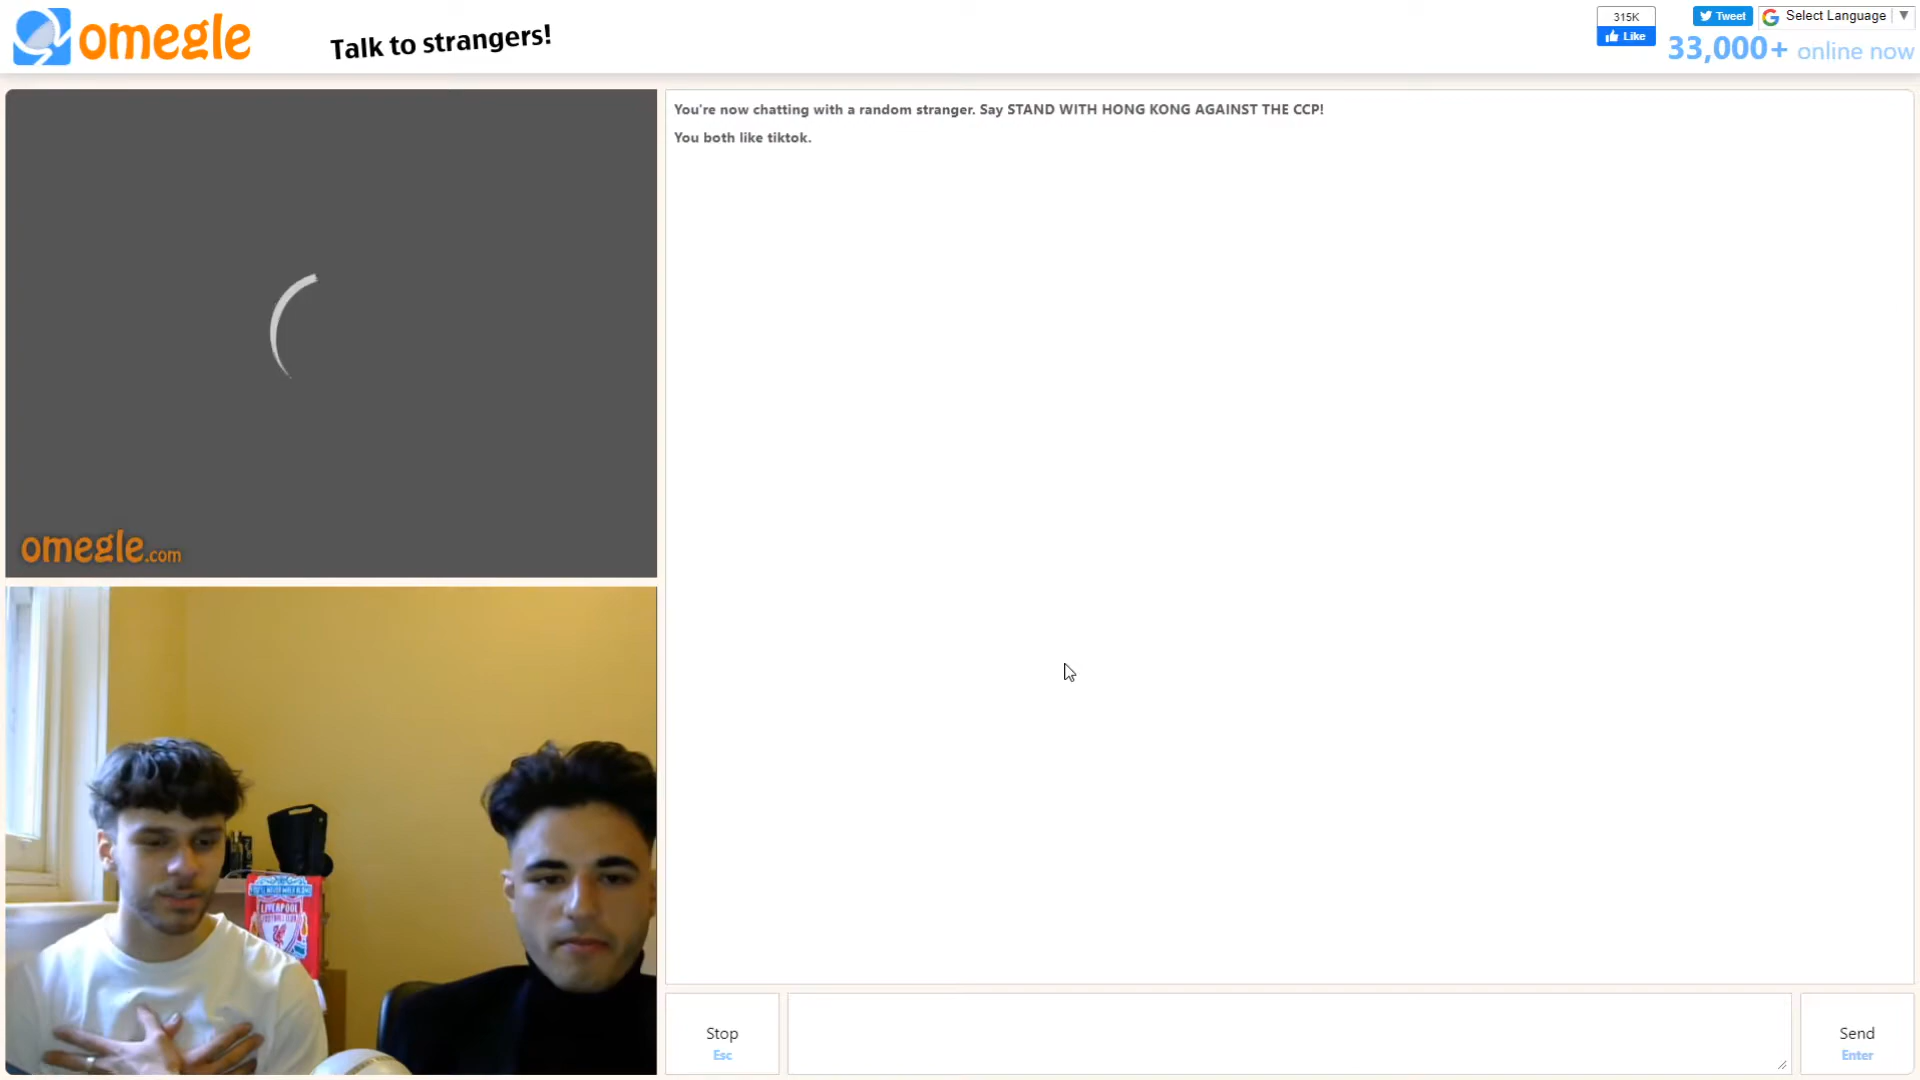 omegle
Talk to strangers!
315K
Like
Tweet
Select Language
33,000+ online now
You're now chatting with a random stranger. Say STAND WITH HONG KONG AGAINST THE CCP!
You both like tiktok.
omegle.com
LIVERPOOL
FOOTBALL CLUB
Stop
Esc
Send
Enter